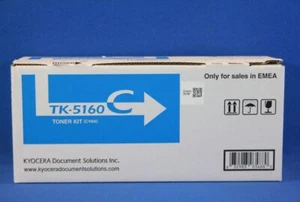 Only for sales in EMEA
TK-5160 C
TONER KIT (CYAN)
KYOCERA Document Solutions Inc.
www.kyoceradocumentsolutions.com